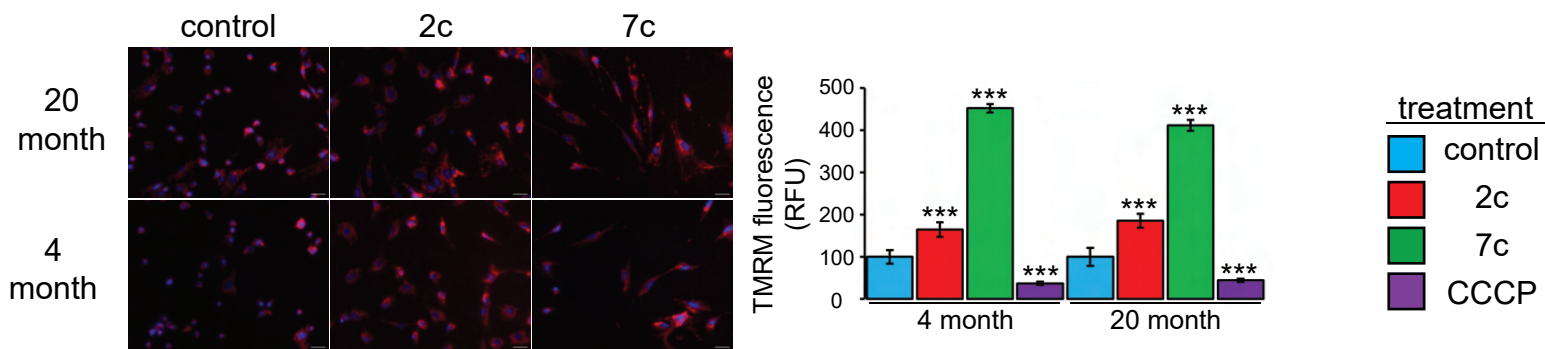 control 2c 7c
20
month
4
month
TMRM fluorescence
(RFU)
500
400
300
200
100
0
***
***
***
***
***
***
4 month
20 month
treatment
control
2c
7c
CCCP